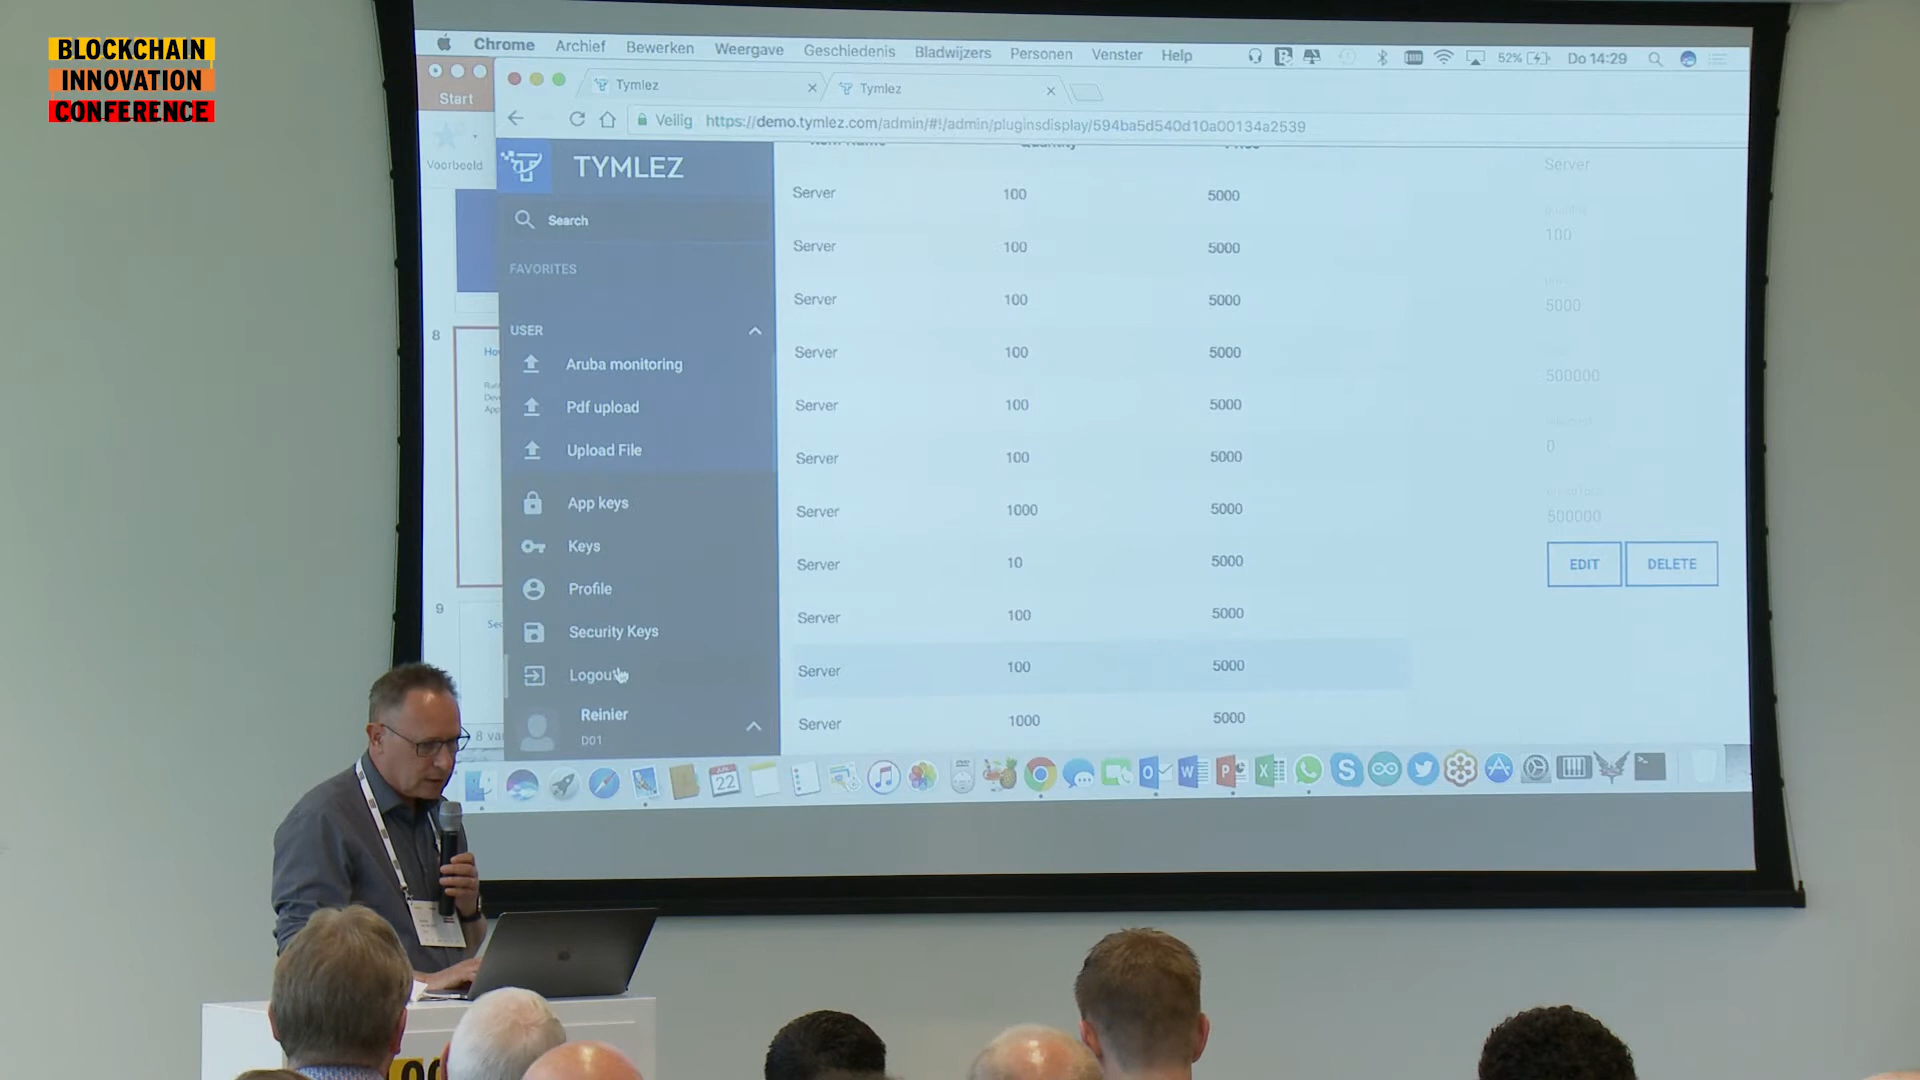 BLOCKCHAIN
INNOVATION
CONFERENCE
Chrome Archief Bewerken Weergave Geschiedenis Bladwijzers Personen Venster Help 52% Do 14:29
Start
Voorbeeld
Tymlez
Tymlez
Veilig https://demo.tymlez.com/admin/#!/admin/pluginsdisplay/594ba5d540d10a00134a2539
TYMLEZ
Search
FAVORITES
USER
Aruba monitoring
Pdf upload
Upload File
App keys
Keys
Profile
Security Keys
Logout
Reinier
D01
Server 100 5000
Server 100 5000
Server 100 5000
Server 100 5000
Server 100 5000
Server 100 5000
Server 1000 5000
Server 10 5000
Server 100 5000
Server 100 5000
Server 1000 5000
Server
100
5000
500000
0
500000
EDIT DELETE
8
9
8 va
22